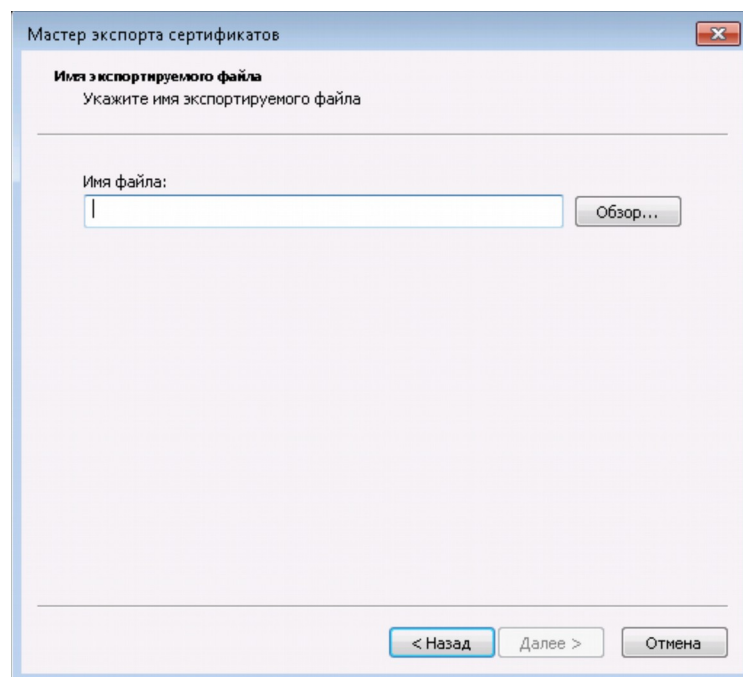 Мастер экспорта сертификатов
Имя экспортируемого файла
Укажите имя экспортируемого файла
Имя файла:
Обзор...
< Назад
Далее >
Отмена